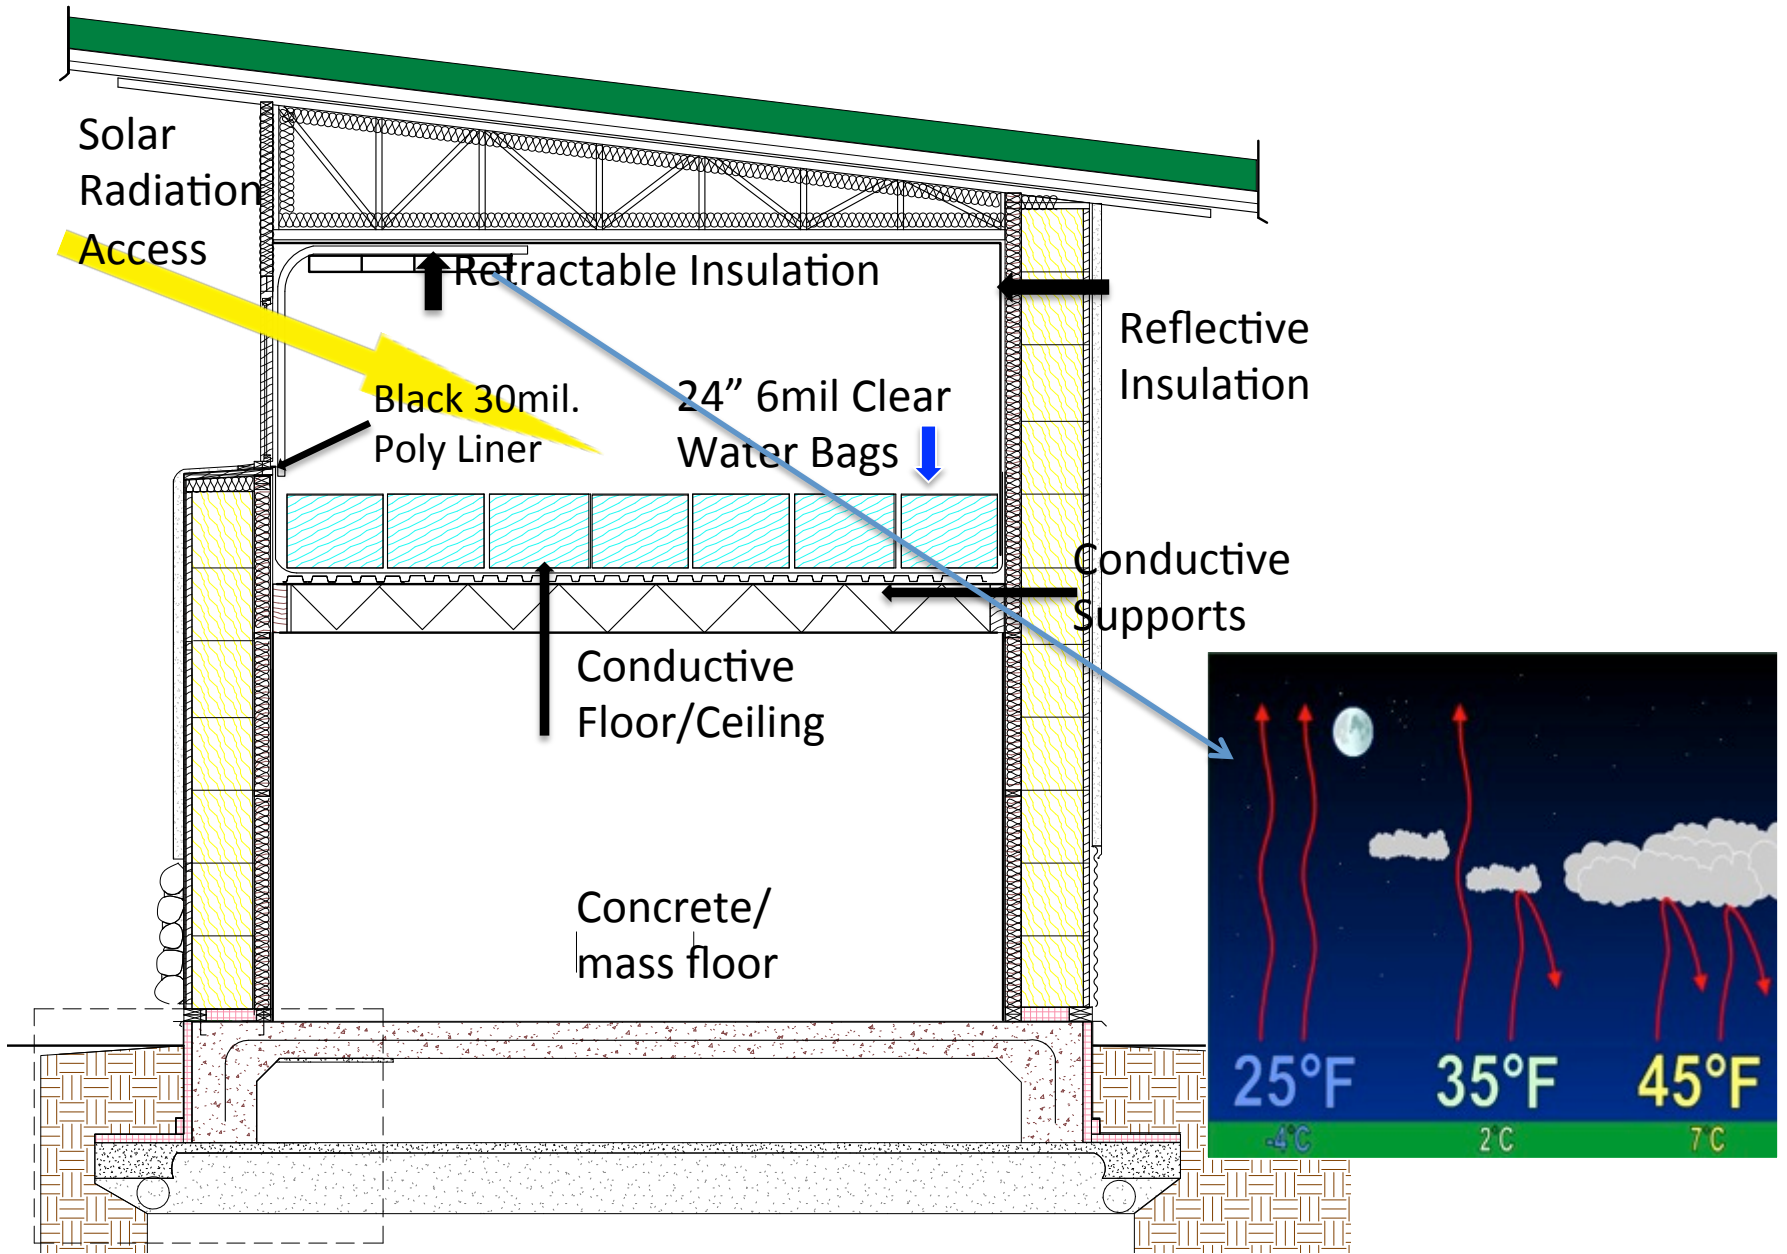 Solar
Radiation
Access
Retractable Insulation
Reflective
Insulation
Black 30mil.
Poly Liner
24” 6mil Clear
Water Bags
Conductive
Supports
Conductive
Floor/Ceiling
Concrete/
mass floor
25°F
35°F
45°F
-4°C
2°C
7°C